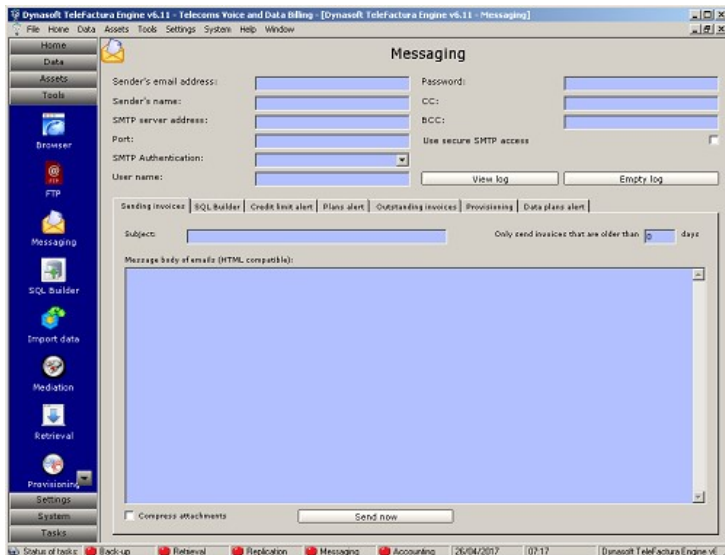 Dynasoft TeleFactura Engine v6.11 - Telecoms Voice and Data Billing - [Dynasoft TeleFactura Engine v6.11 - Messaging]
File Home Data Assets Tools Settings System Help Window
Home
Data
Assets
Tools
Browser
FTP
Messaging
SQL Builder
Import data
Mediation
Retrieval
Provisioning
Settings
System
Tasks
Messaging
Sender's email address:
Password:
Sender's name:
CC:
SMTP server address:
BCC:
Port:
Use secure SMTP access
SMTP Authentication:
User name:
View log
Empty log
Sending invoices SQL Builder Credit limit alert Plans alert Outstanding invoices Provisioning Data plans alert
Subject:
Only send invoices that are older than 0 days
Message body of emails (HTML compatible):
Compress attachments
Send now
Status of tasks: Back-up Retrieval Replication Messaging Accounting 26/04/2017 07:17 Dynasoft TeleFactura Engine v6.11